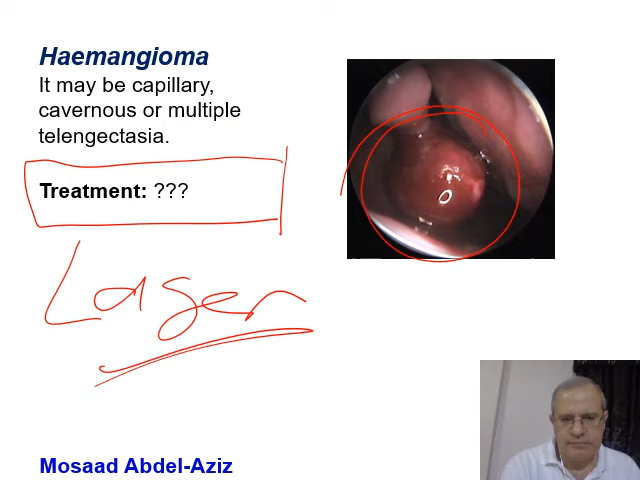 Haemangioma
It may be capillary,
cavernous or multiple
telengectasia.
Treatment: ???
Laser
Mosaad Abdel-Aziz